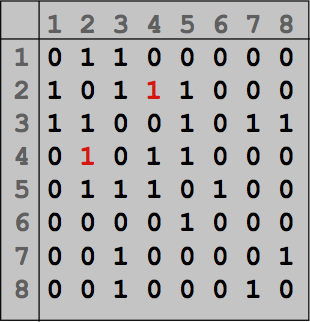 1 2 3 4 5 6 7 8
1 0 1 1 0 0 0 0 0
2 1 0 1 1 1 0 0 0
3 1 1 0 0 1 0 1 1
4 0 1 0 1 1 0 0 0
5 0 1 1 1 0 1 0 0
6 0 0 0 0 1 0 0 0
7 0 0 1 0 0 0 0 1
8 0 0 1 0 0 0 1 0